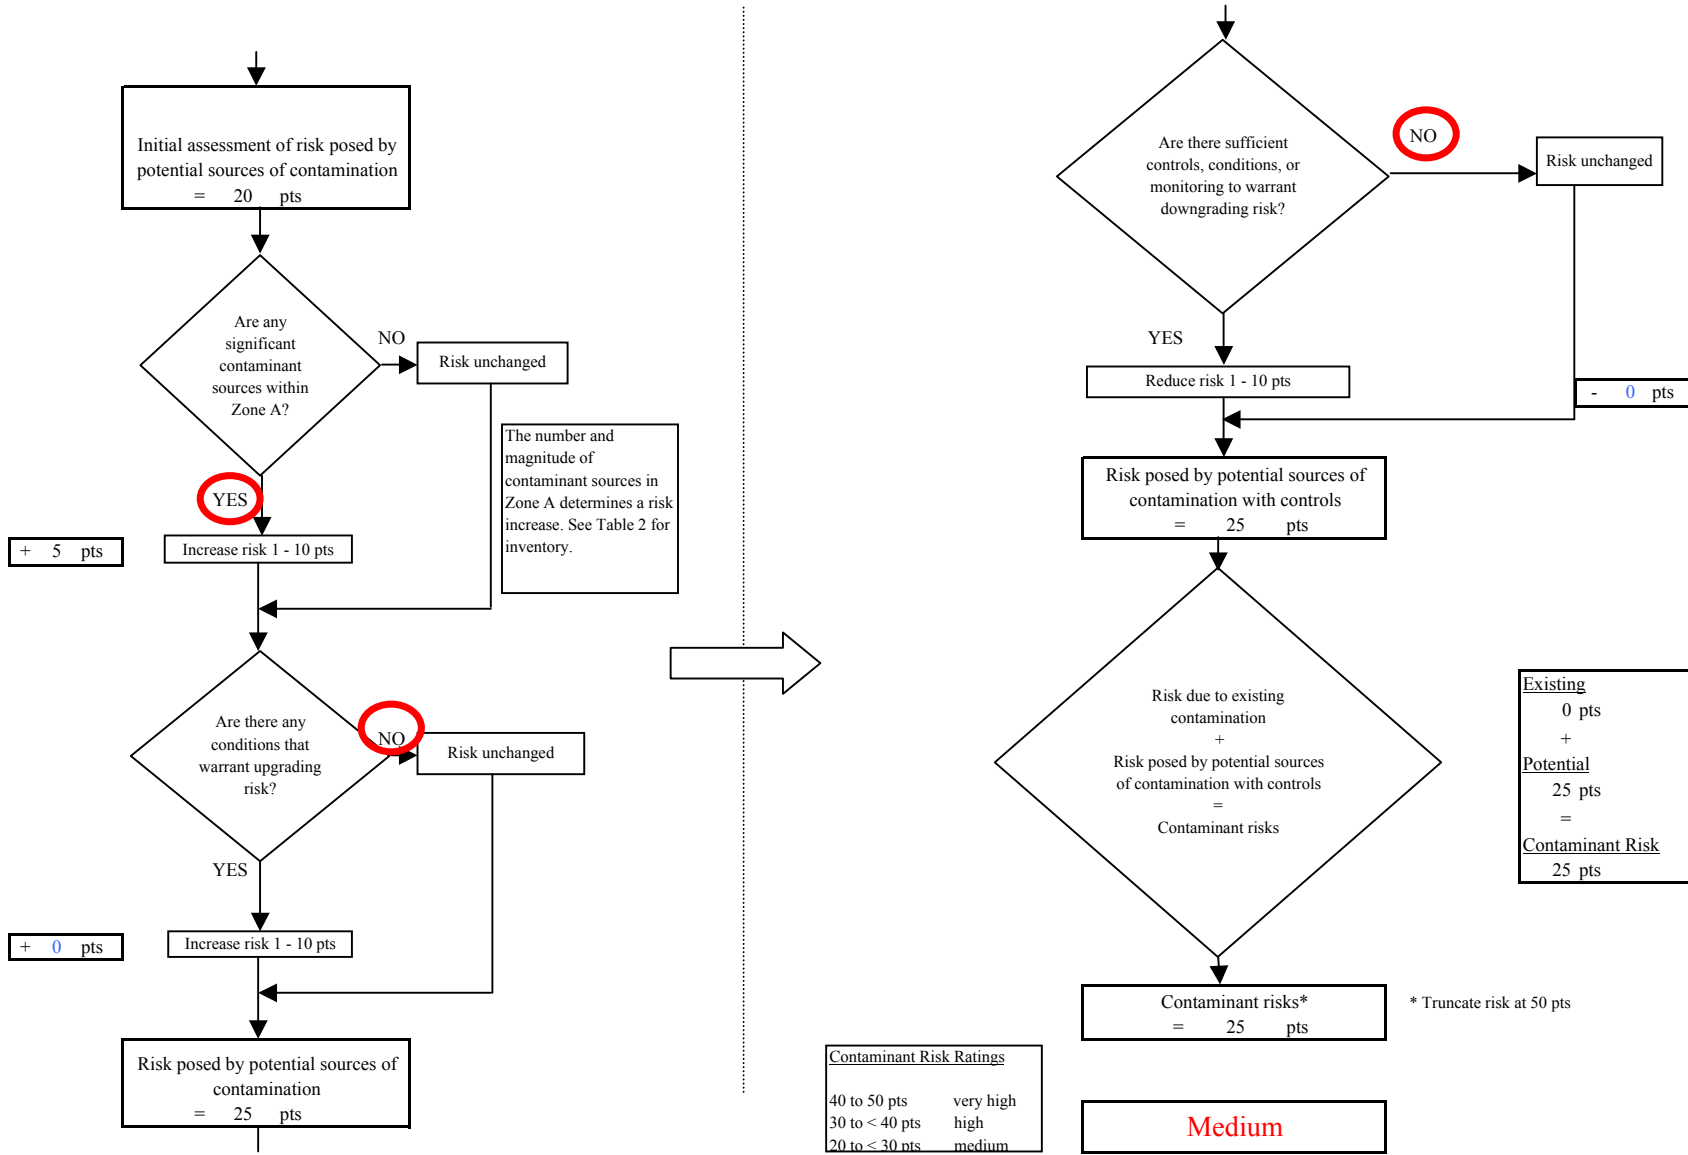 Initial assessment of risk posed by
potential sources of contamination
= 20 pts
Are any
significant
contaminant
sources within
Zone A?
NO
Risk unchanged
The number and
magnitude of
contaminant sources in
Zone A determines a risk
increase. See Table 2 for
inventory.
YES
+ 5 pts
Increase risk 1 - 10 pts
Are there any
conditions that
warrant upgrading
risk?
NO
Risk unchanged
YES
+ 0 pts
Increase risk 1 - 10 pts
Risk posed by potential sources of
contamination
= 25 pts
Are there sufficient
controls, conditions, or
monitoring to warrant
downgrading risk?
NO
Risk unchanged
YES
Reduce risk 1 - 10 pts
- 0 pts
Risk posed by potential sources of
contamination with controls
= 25 pts
Risk due to existing
contamination
+
Risk posed by potential sources
of contamination with controls
=
Contaminant risks
Existing
0 pts
+
Potential
25 pts
=
Contaminant Risk
25 pts
Contaminant risks*
= 25 pts
* Truncate risk at 50 pts
Contaminant Risk Ratings
40 to 50 pts very high
30 to < 40 pts high
20 to < 30 pts medium
Medium